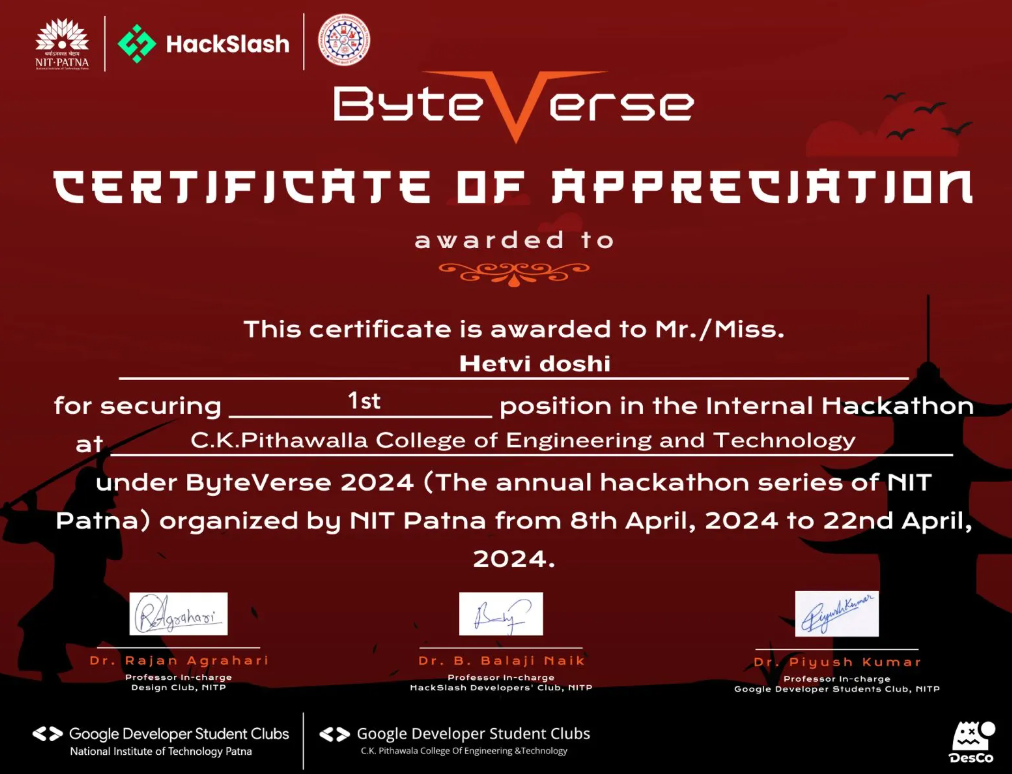 NIT-PATNA
HackSlash
ByteVerse
CERTIFICATE OF APPRECIATION
awarded to
This certificate is awarded to Mr./Miss.
Hetvi doshi
for securing 1st position in the Internal Hackathon
at C.K.Pithawalla College of Engineering and Technology
under ByteVerse 2024 (The annual hackathon series of NIT
Patna) organized by NIT Patna from 8th April, 2024 to 22nd April,
2024.
RAgrahari
PiyushKumar
Dr. Rajan Agrahari
Professor In-charge
Design Club, NITP
Dr. B. Balaji Naik
Professor In-charge
HackSlash Developers' Club, NITP
Dr. Piyush Kumar
Professor In-charge
Google Developer Students Club, NITP
Google Developer Student Clubs
National Institute of Technology Patna
Google Developer Student Clubs
C.K. Pithawala College Of Engineering &Technology
DesCo